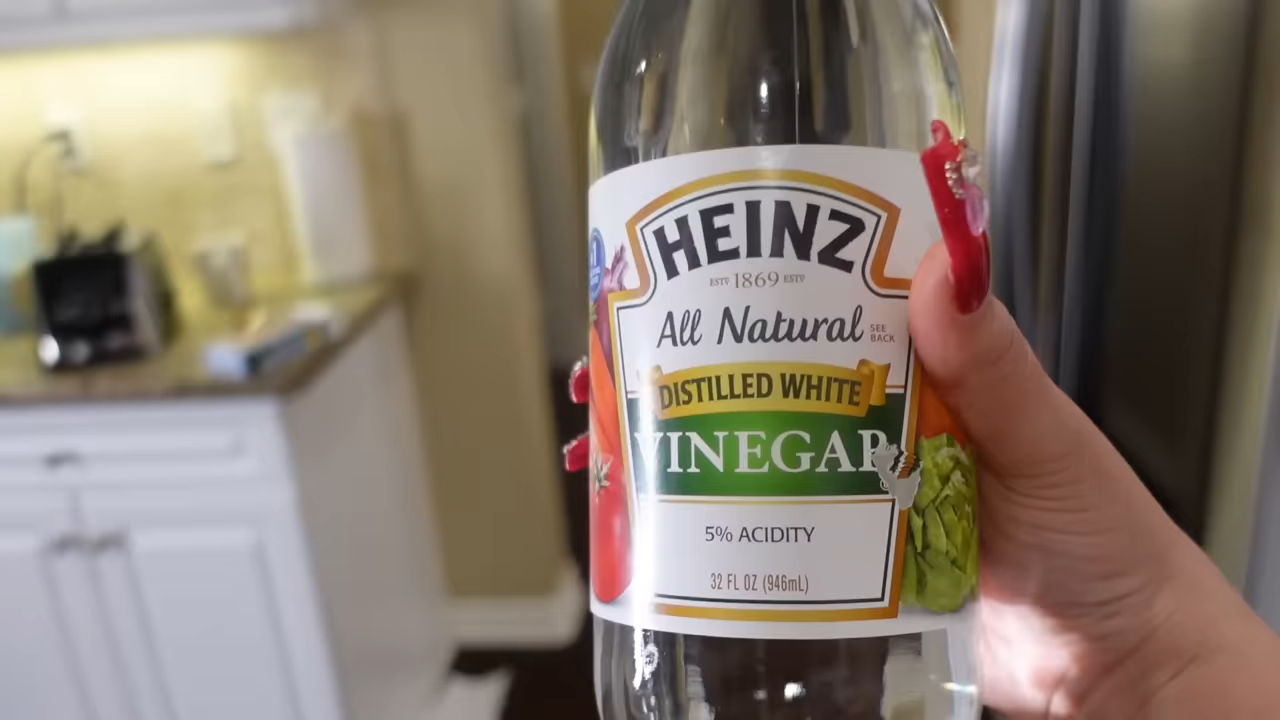 HEINZ
ESTD 1869 ESTD
All Natural SEE BACK
DISTILLED WHITE
VINEGAR
5% ACIDITY
32 FL OZ (946mL)